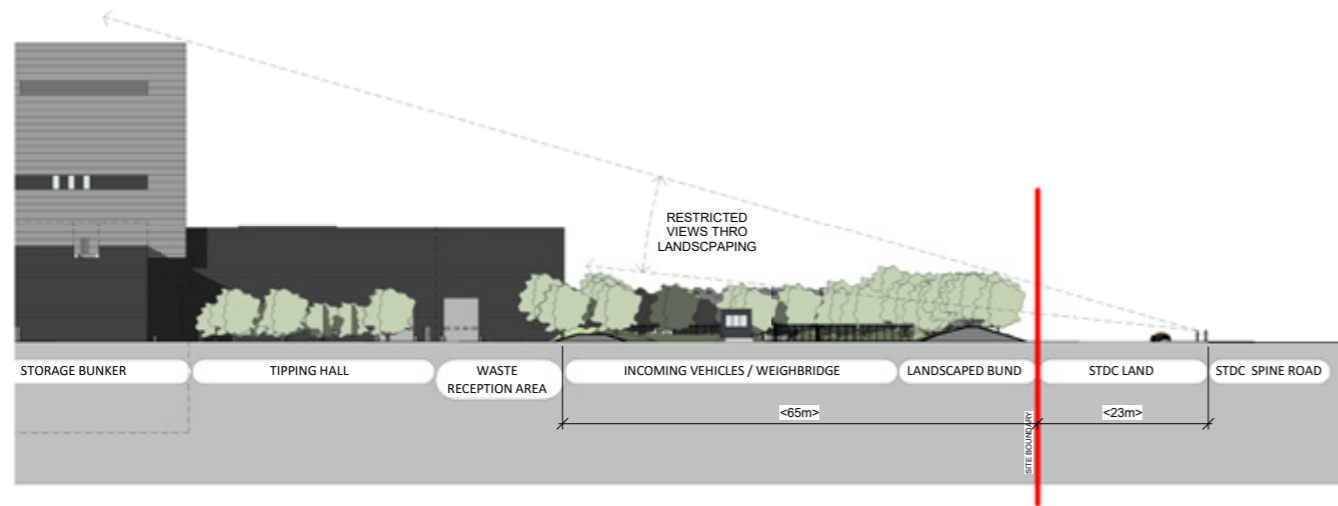 RESTRICTED
VIEWS THRO
LANDSCPAPING
STORAGE BUNKER
TIPPING HALL
WASTE
RECEPTION AREA
INCOMING VEHICLES / WEIGHBRIDGE
LANDSCAPED BUND
STDC LAND
STDC SPINE ROAD
<65m>
<23m>
SITE BOUNDARY